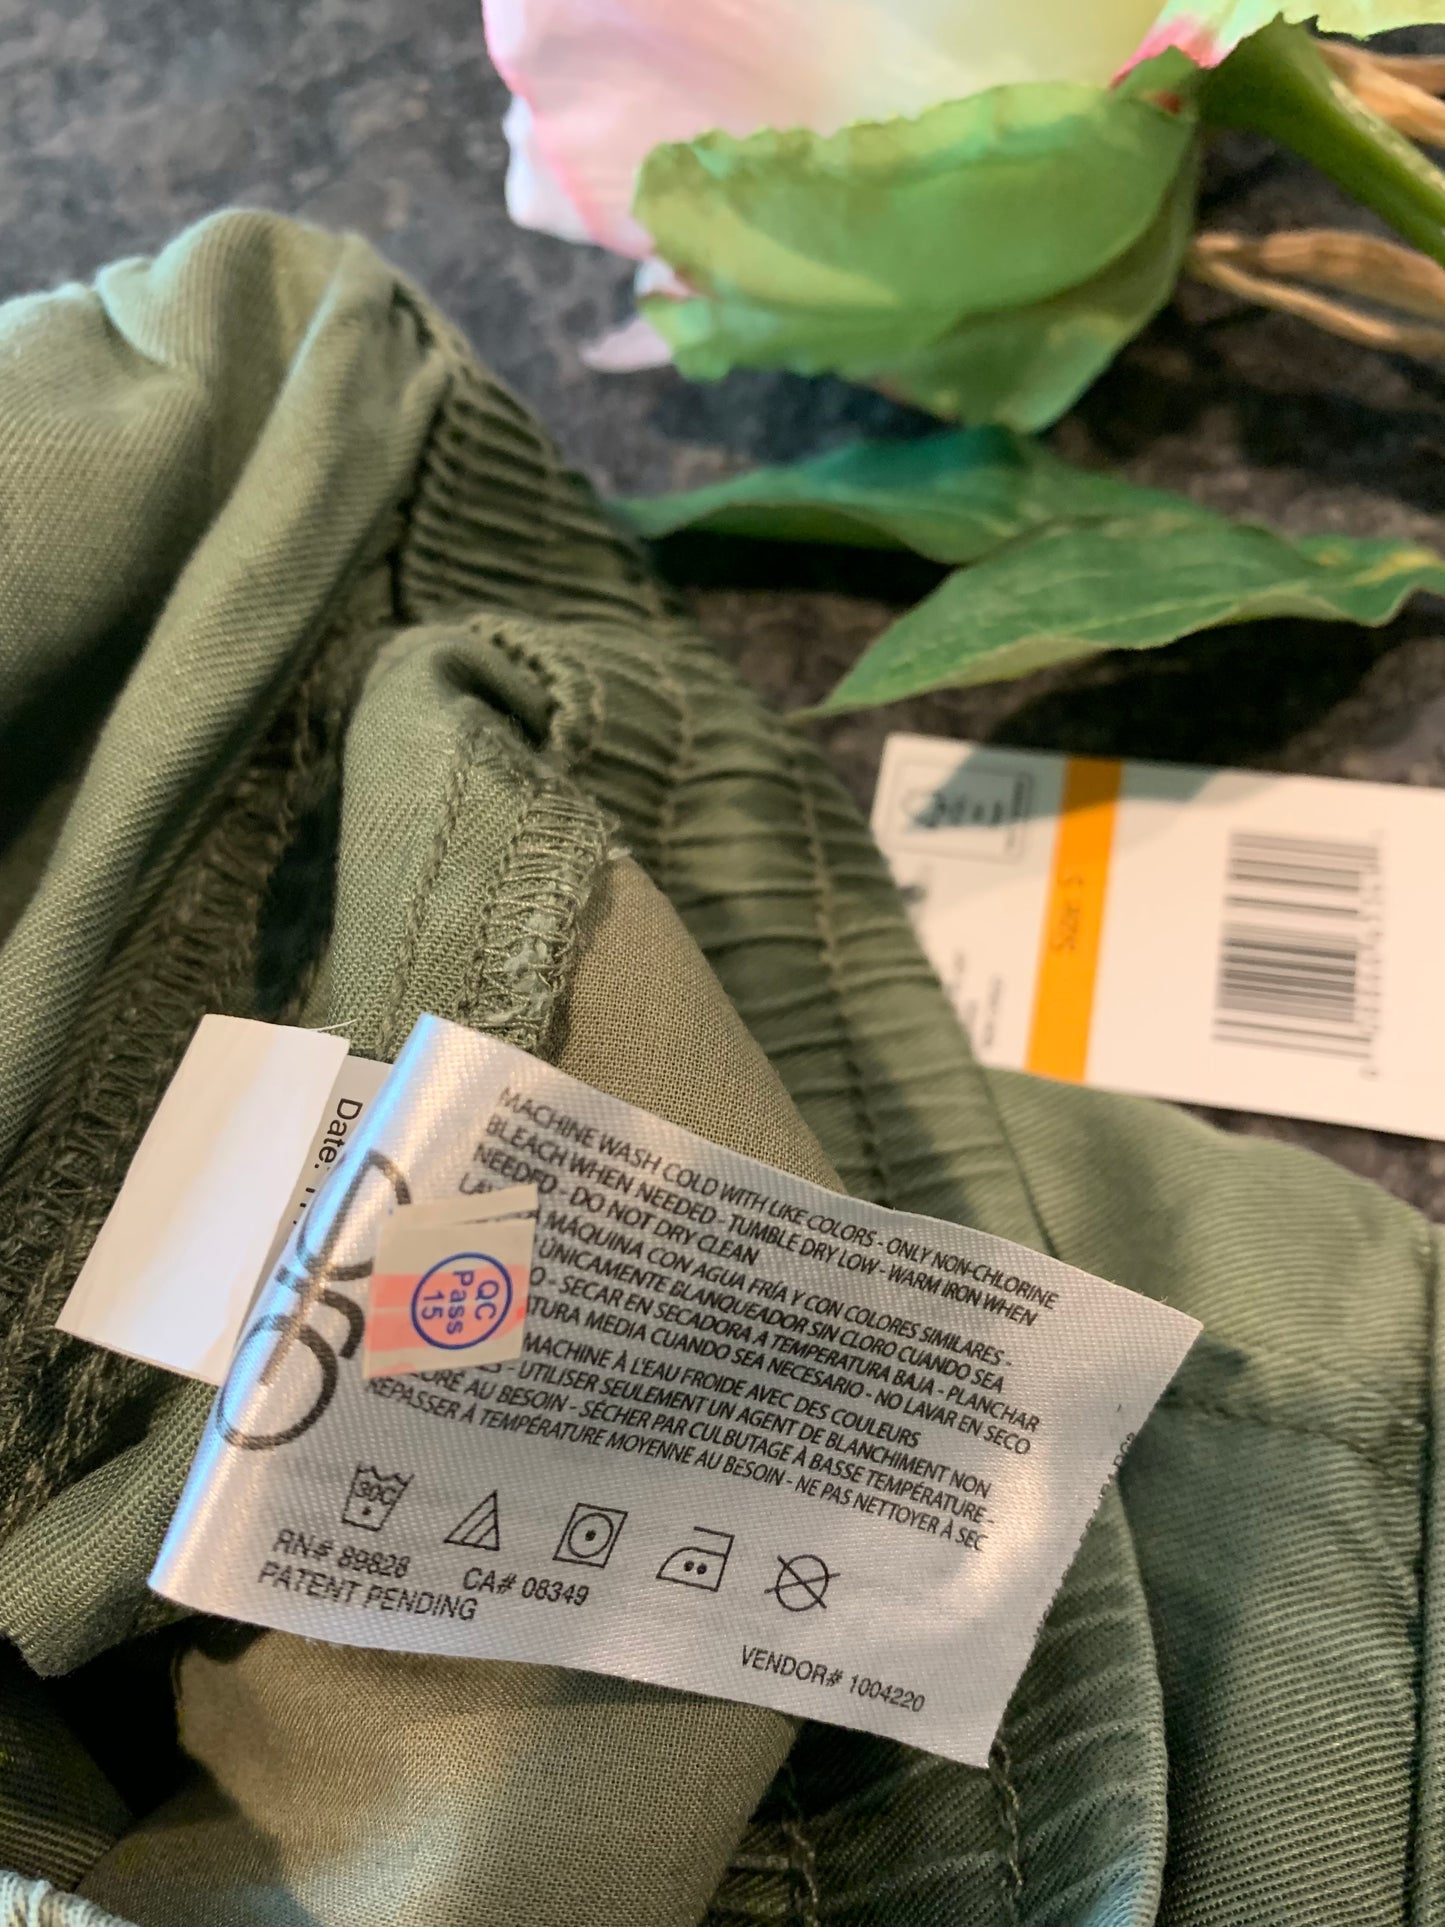 Date:
MACHINE WASH COLD WITH LIKE COLORS - ONLY NON-CHLORINE
BLEACH WHEN NEEDED - TUMBLE DRY LOW - WARM IRON WHEN
NEEDED - DO NOT DRY CLEAN
MÁQUINA CON AGUA FRÍA Y CON COLORES SIMILARES -
ÚNICAMENTE BLANQUEADOR SIN CLORO CUANDO SEA
- SECAR EN SECADORA A TEMPERATURA BAJA - PLANCHAR
MEDIA CUANDO SEA NECESARIO - NO LAVAR EN SECO
MACHINE À L'EAU FROIDE AVEC DES COULEURS
- UTILISER SEULEMENT UN AGENT DE BLANCHIMENT NON
AU BESOIN - SÉCHER PAR CULBUTAGE À BASSE TEMPÉRATURE -
REPASSER À TEMPÉRATURE MOYENNE AU BESOIN - NE PAS NETTOYER À SEC
QC
Pass
15
30C
RN# 89828
CA# 08349
PATENT PENDING
VENDOR# 1004220